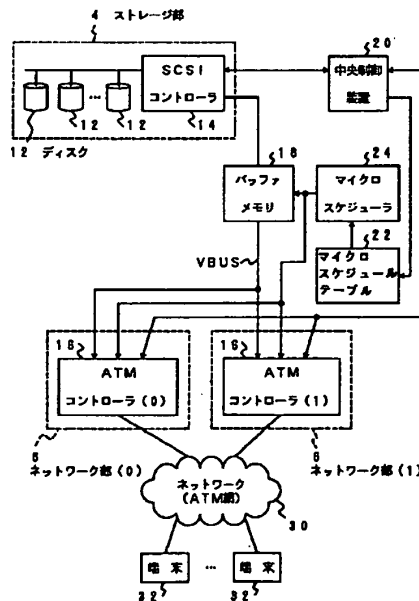 4 ストレージ部
20
SCSI
コントローラ
中央制御
装置
12
12
14
12 ディスク
18
24
バッファ
メモリ
マイクロ
スケジューラ
22
VBUS
マイクロ
スケジュール
テーブル
16
16
ATM
コントローラ(0)
ATM
コントローラ(1)
6
ネットワーク部(0)
6
ネットワーク部(1)
ネットワーク
(ATM網)
30
端末
…
端末
32
32